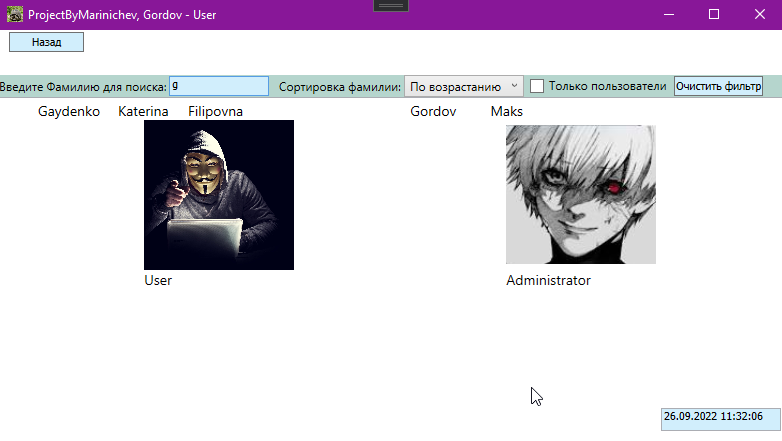 ProjectByMarinichev, Gordov - User
Назад
Введите Фамилию для поиска: g Сортировка фамилии: По возрастанию Только пользователи Очистить фильтр
Gaydenko Katerina Filipovna Gordov Maks
User Administrator
26.09.2022 11:32:06